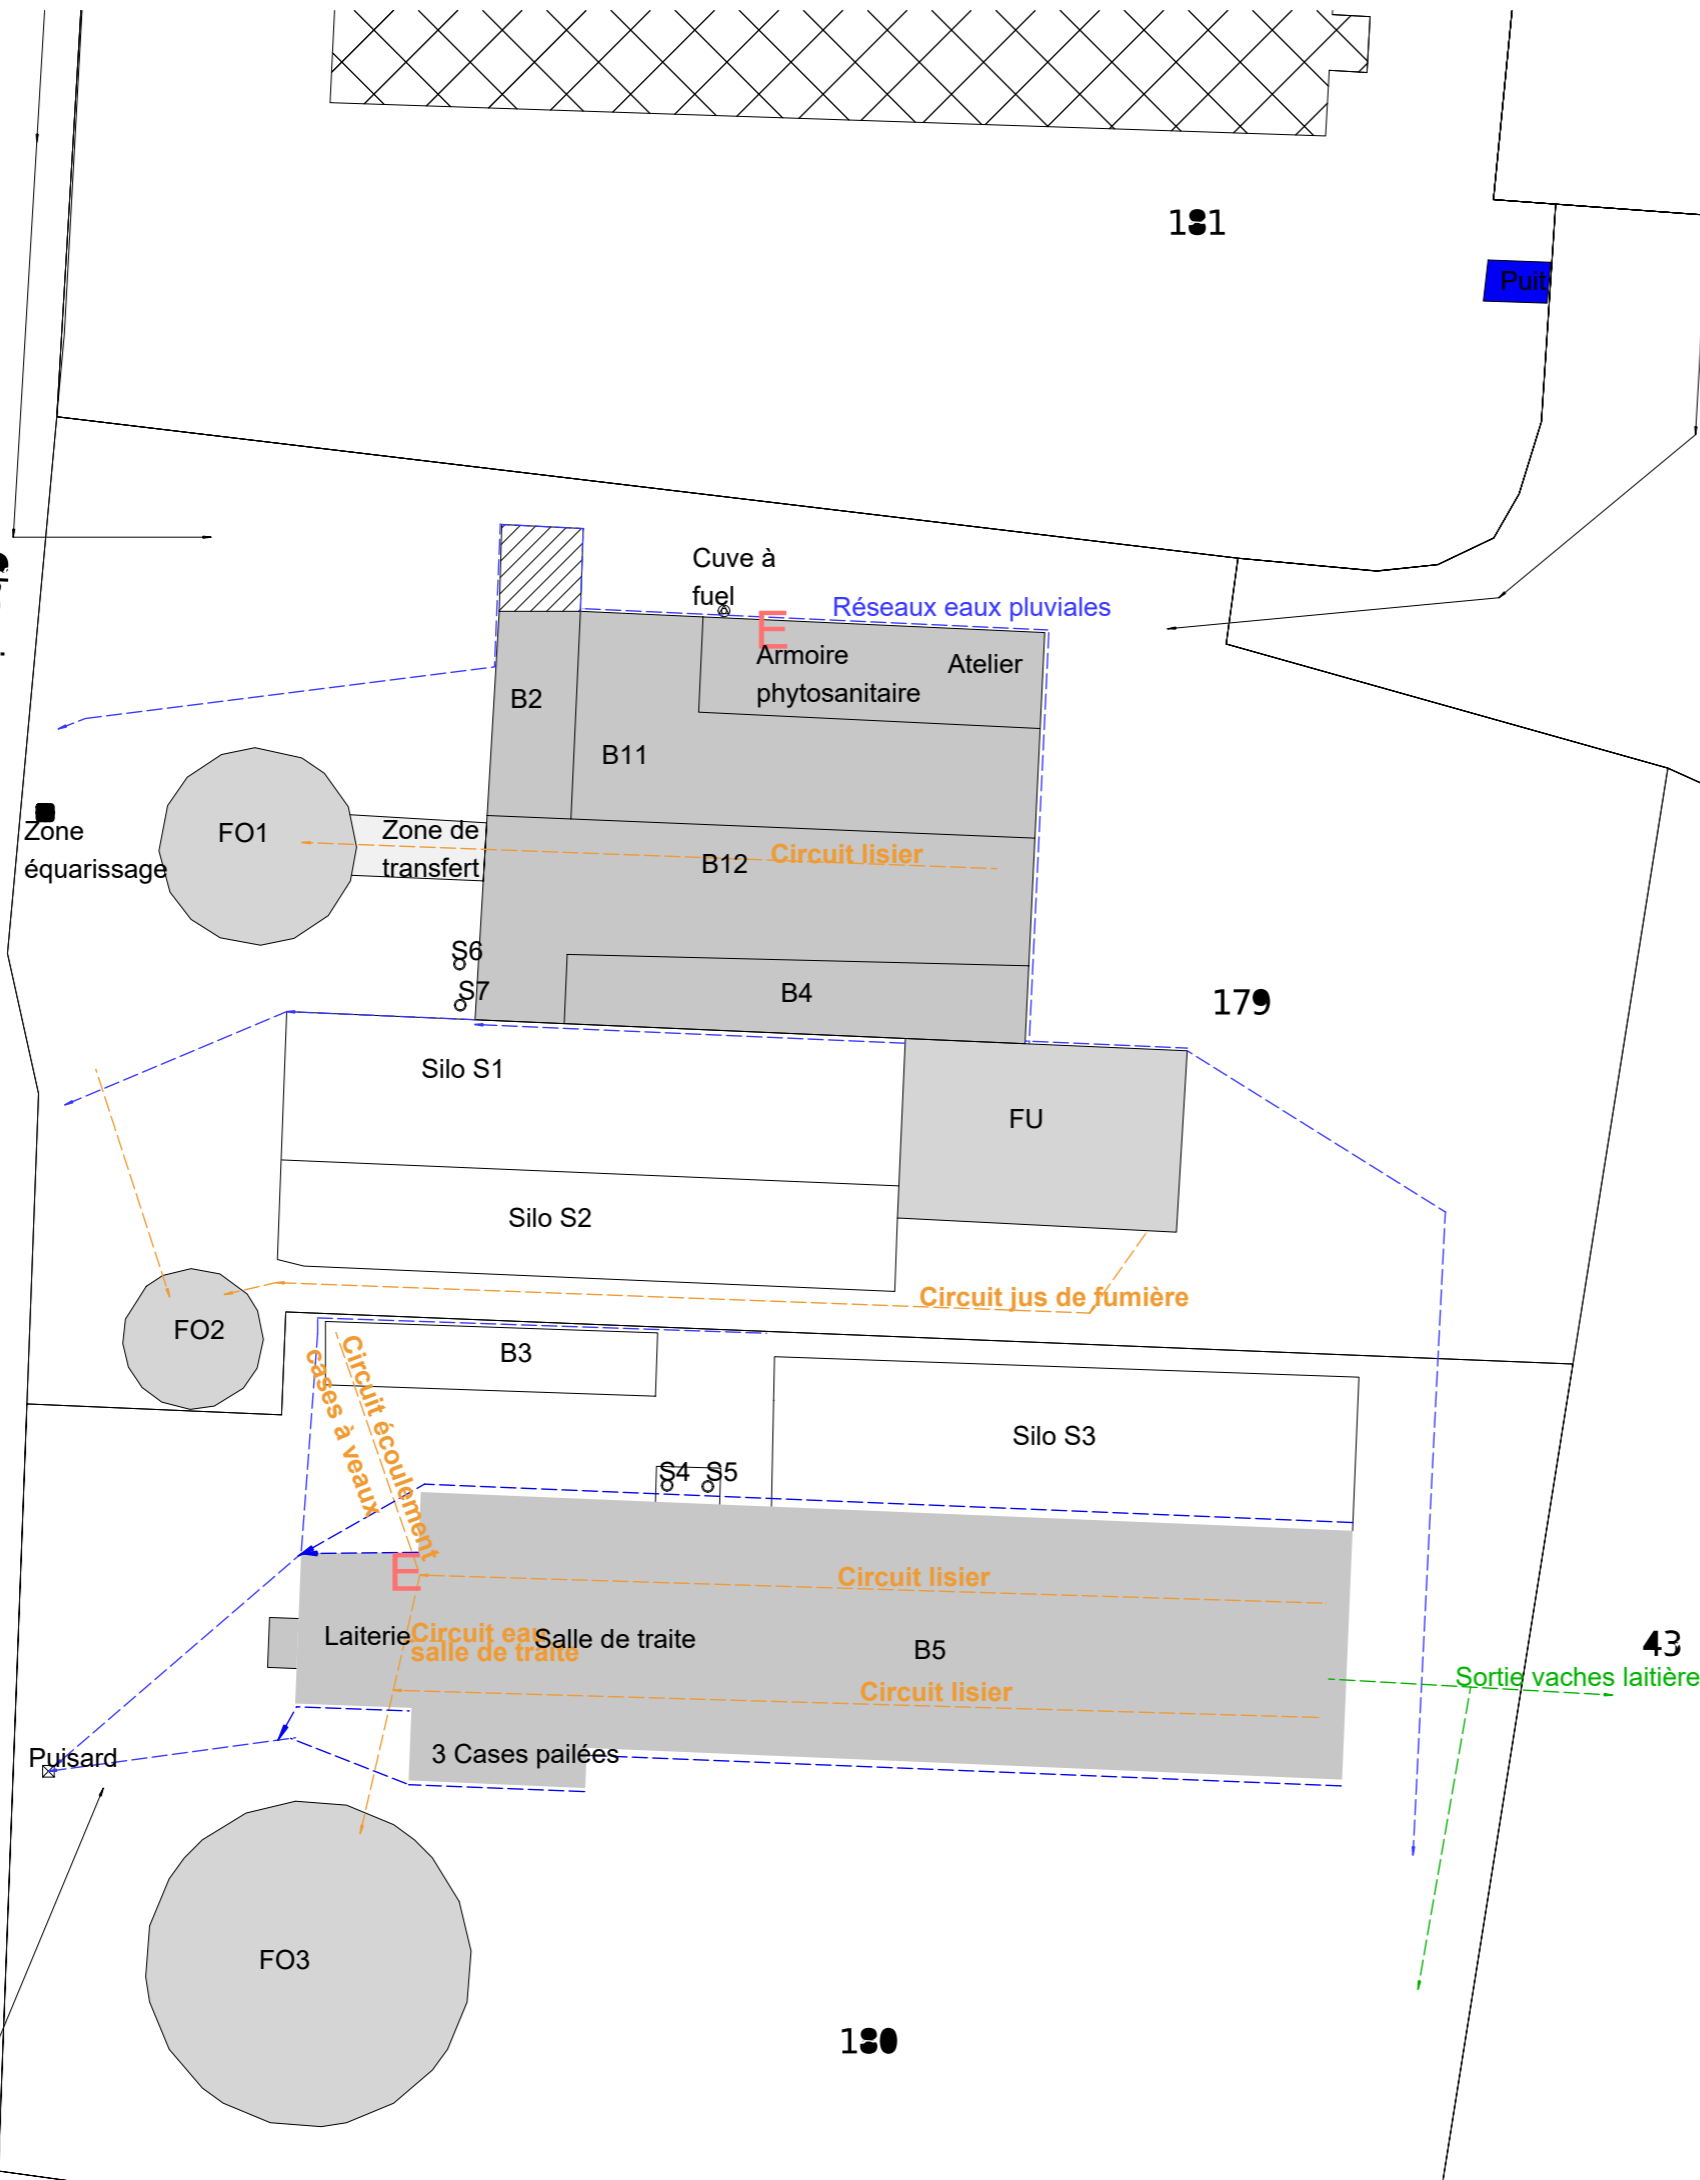 181
Puit
Cuve à
fuel
E
Réseaux eaux pluviales
Armoire
phytosanitaire
Atelier
B2
B11
Zone
équarissage
FO1
Zone de
transfert
Circuit lisier
B12
S6
S7
B4
179
Silo S1
FU
Silo S2
Circuit jus de fumière
FO2
B3
Circuit écoulement
cases à veaux
Silo S3
S4
S5
E
Circuit lisier
Laiterie
Circuit eau
salle de traite
Salle de traite
B5
43
Sortie vaches laitière
Circuit lisier
Puisard
3 Cases pailées
FO3
180